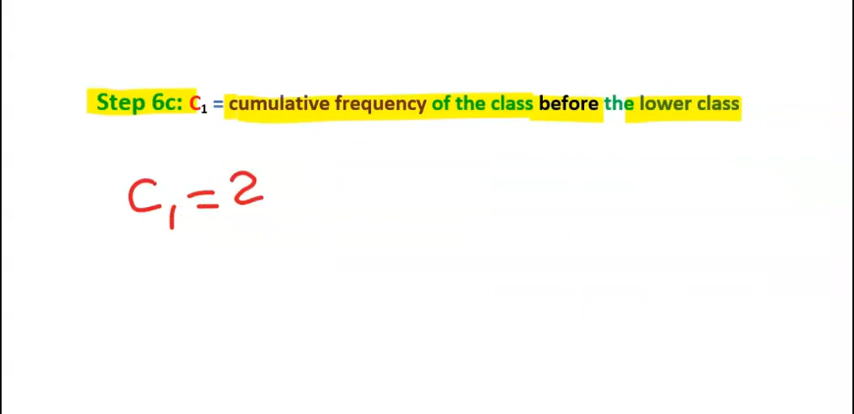 Step 6c: C₁ = cumulative frequency of the class before the lower class
C₁ = 2